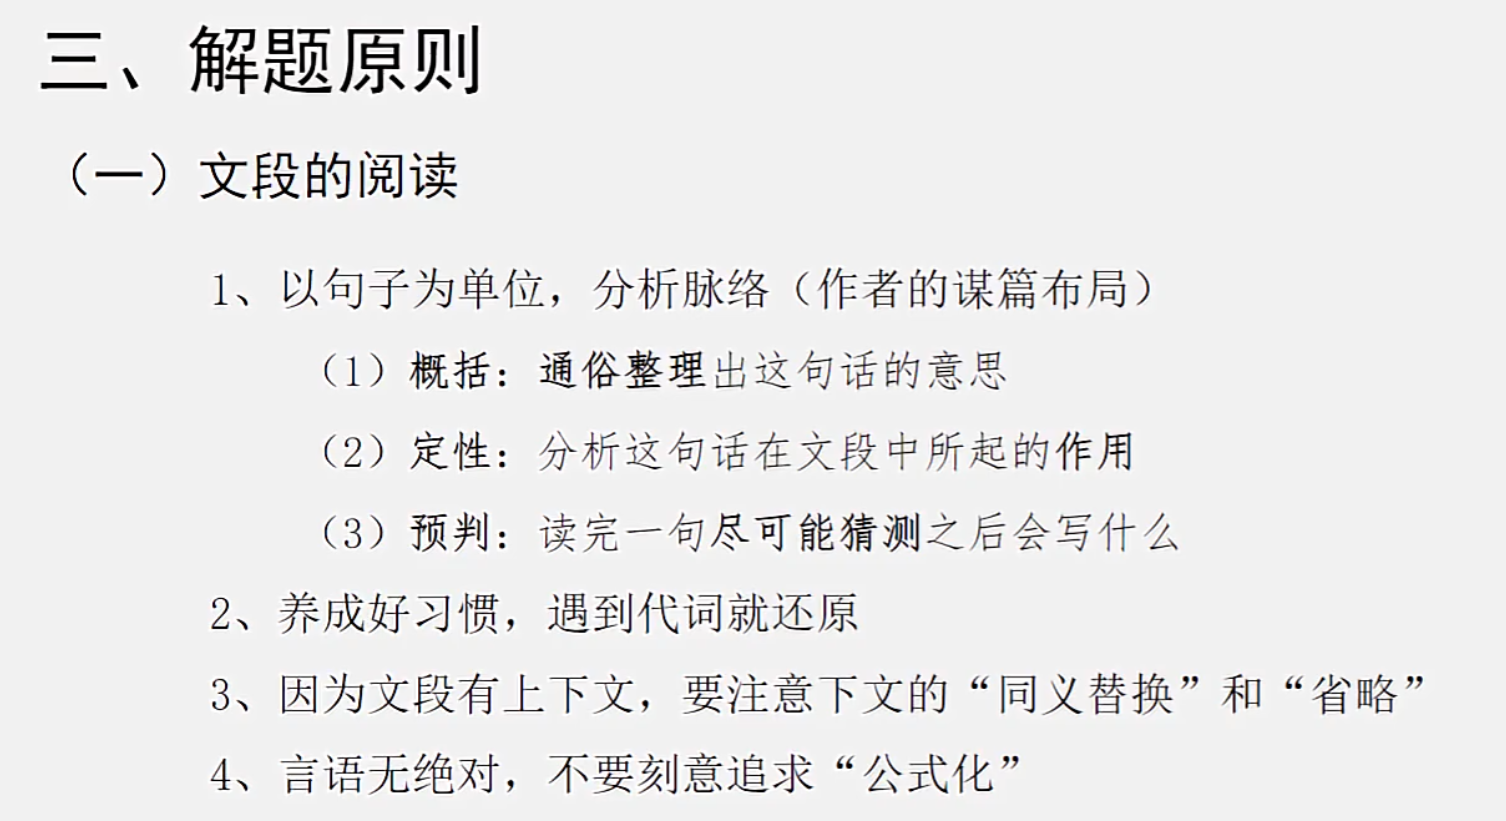 三、解题原则
（一）文段的阅读
1、以句子为单位，分析脉络（作者的谋篇布局）
（1）概括：通俗整理出这句话的意思
（2）定性：分析这句话在文段中所起的作用
（3）预判：读完一句尽可能猜测之后会写什么
2、养成好习惯，遇到代词就还原
3、因为文段有上下文，要注意下文的“同义替换”和“省略”
4、言语无绝对，不要刻意追求“公式化”